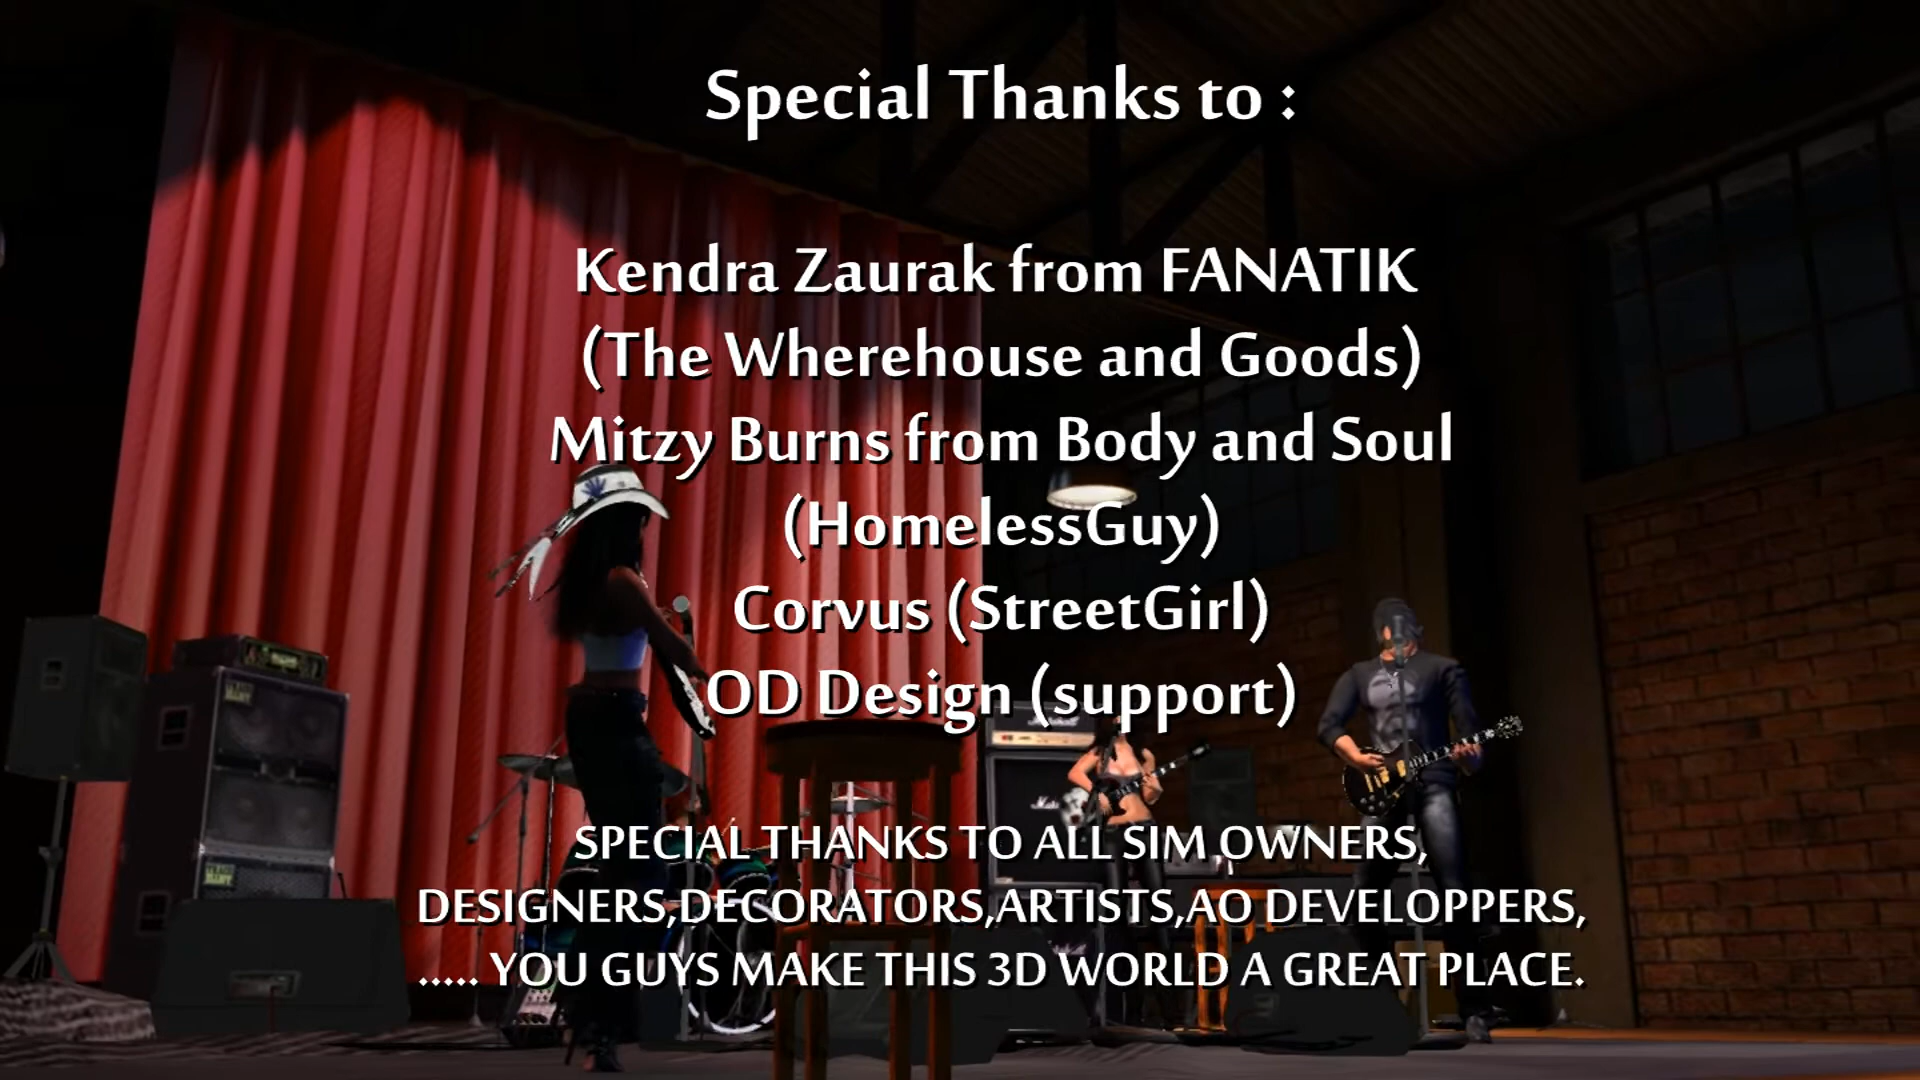 Special Thanks to :
Kendra Zaurak from FANATIK
(The Wherehouse and Goods)
Mitzy Burns from Body and Soul
(HomelessGuy)
Corvus (StreetGirl)
OD Design (support)
SPECIAL THANKS TO ALL SIM OWNERS,
DESIGNERS,DECORATORS,ARTISTS,AO DEVELOPPERS,
..... YOU GUYS MAKE THIS 3D WORLD A GREAT PLACE.